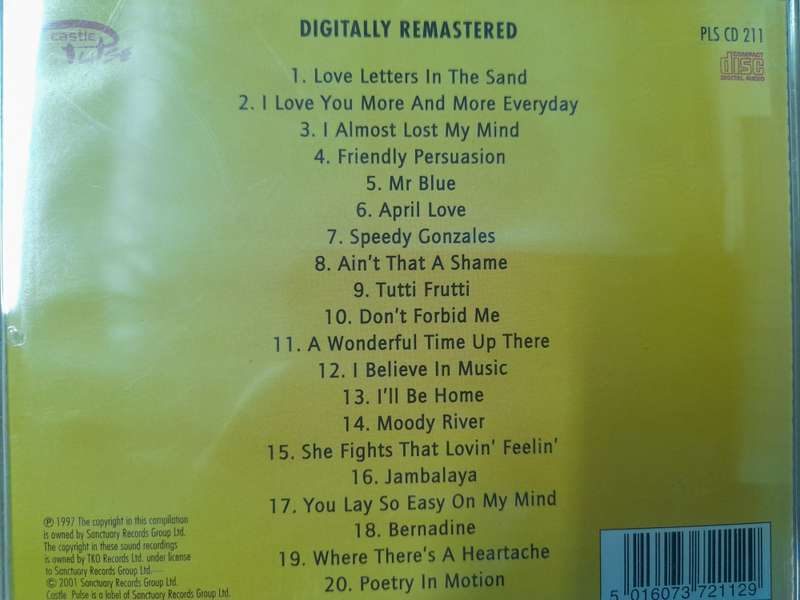 castle
Pulse
DIGITALLY REMASTERED
PLS CD 211
COMPACT
disc
DIGITAL AUDIO
1. Love Letters In The Sand
2. I Love You More And More Everyday
3. I Almost Lost My Mind
4. Friendly Persuasion
5. Mr Blue
6. April Love
7. Speedy Gonzales
8. Ain't That A Shame
9. Tutti Frutti
10. Don't Forbid Me
11. A Wonderful Time Up There
12. I Believe In Music
13. I'll Be Home
14. Moody River
15. She Fights That Lovin' Feelin'
16. Jambalaya
17. You Lay So Easy On My Mind
18. Bernadine
19. Where There's A Heartache
20. Poetry In Motion
℗ 1997 The copyright in this compilation
is owned by Sanctuary Records Group Ltd.
The copyright in these sound recordings
is owned by TKO Records Ltd. under license
to Sanctuary Records Group Ltd.
© 2001 Sanctuary Records Group Ltd.
Castle Pulse is a label of Sanctuary Records Group Ltd.
5 016073 721129